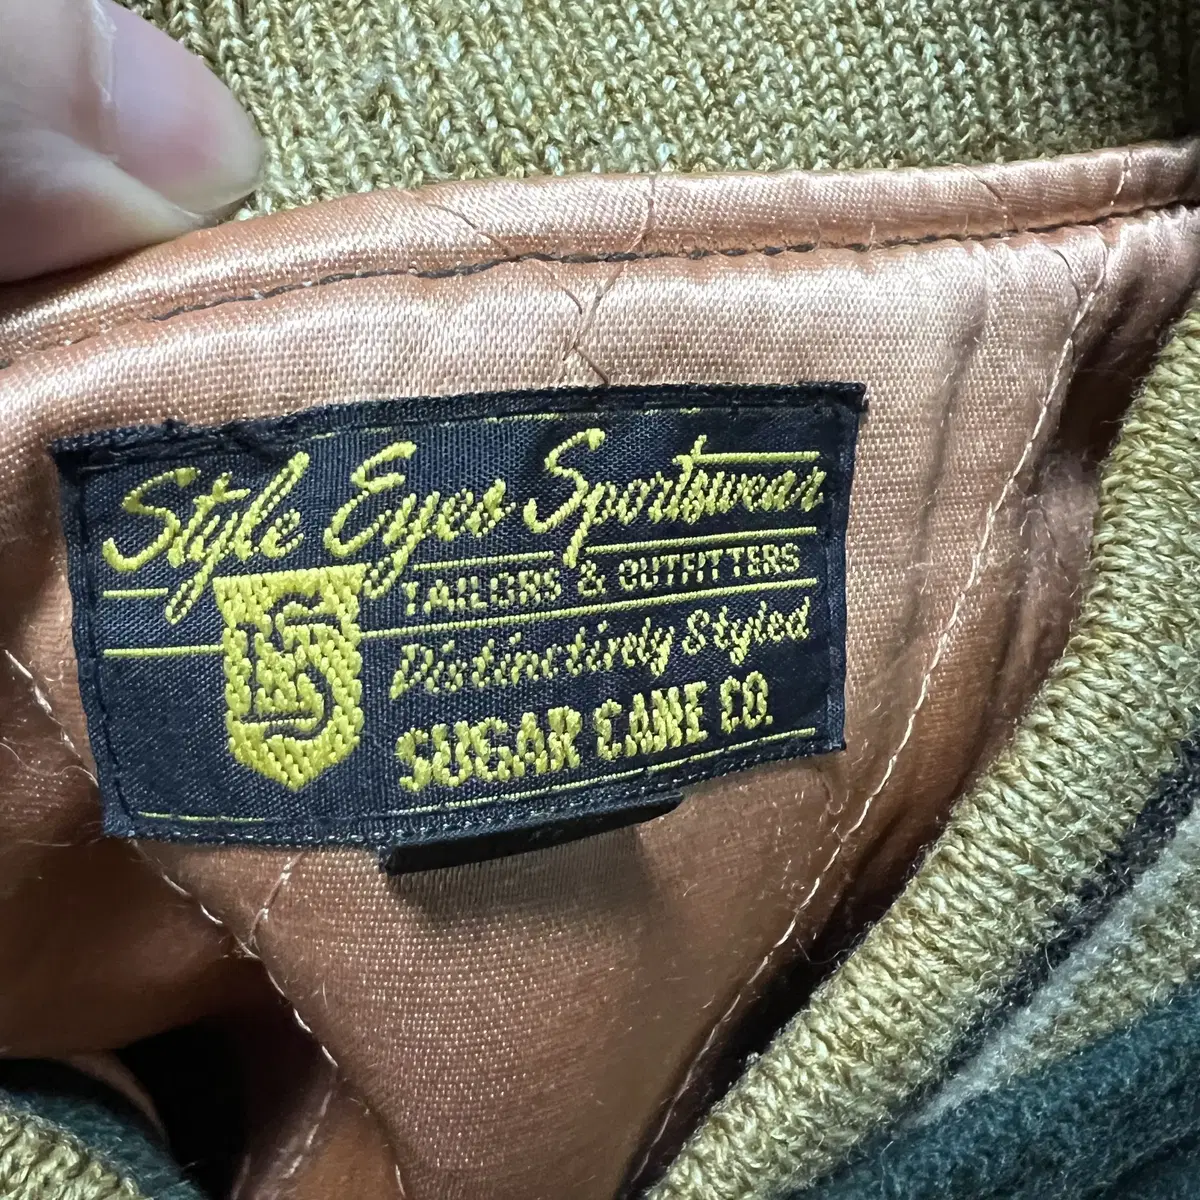 Style Eyes Sportswear
TAILORS & OUTFITTERS
Distinctively Styled
SUGAR CANE CO.